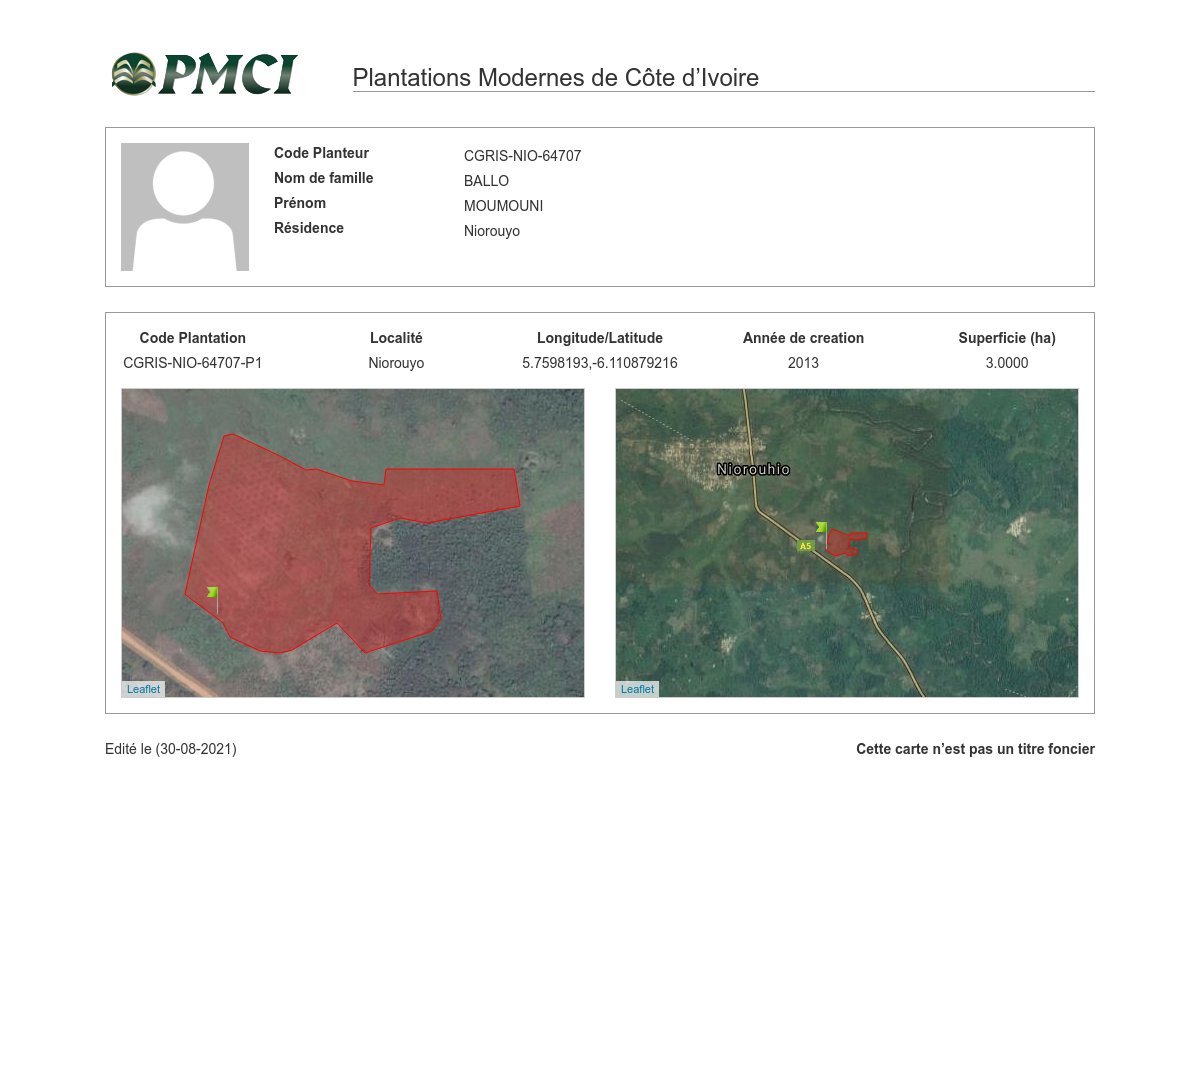 PMCI
Plantations Modernes de Côte d’Ivoire
Code Planteur CGRIS-NIO-64707
Nom de famille BALLO
Prénom MOUMOUNI
Résidence Niorouyo
Code Plantation Localité Longitude/Latitude Année de creation Superficie (ha)
CGRIS-NIO-64707-P1 Niorouyo 5.7598193,-6.110879216 2013 3.0000
Niorouhio
A5
Leaflet
Leaflet
Edité le (30-08-2021) Cette carte n’est pas un titre foncier